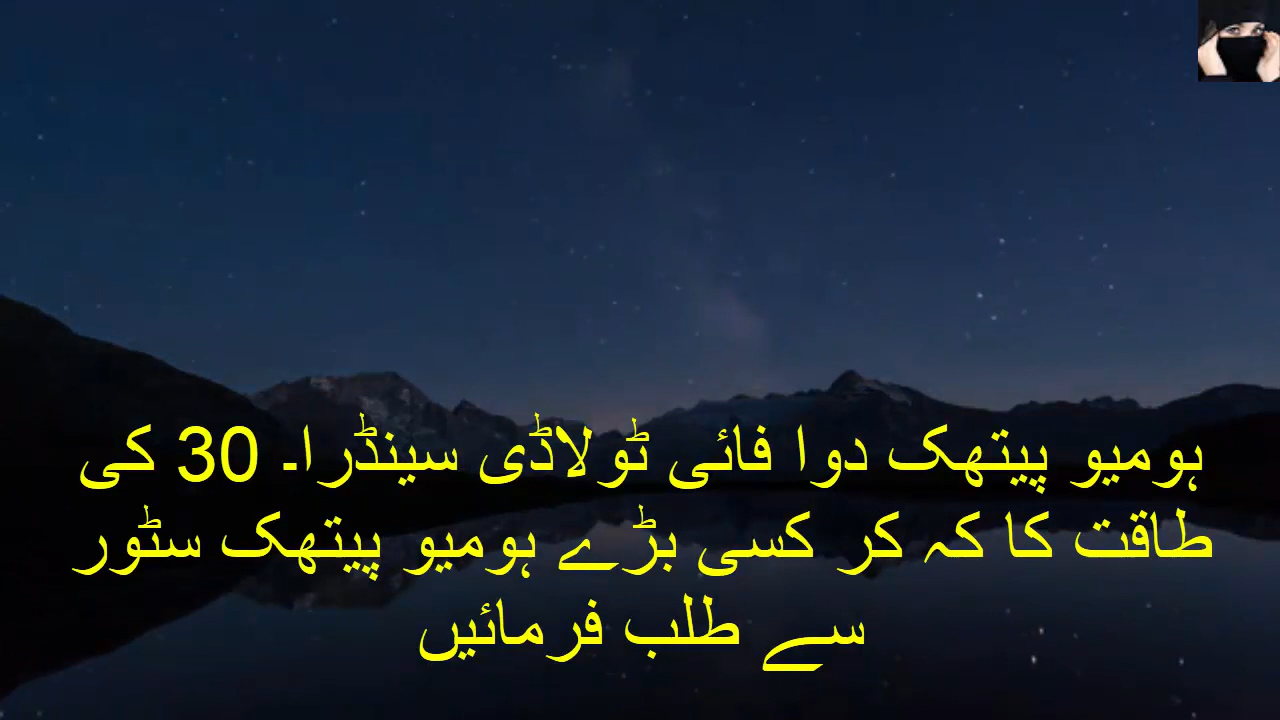 ہومیو پیتھک دوا فائی ٹولاڈی سینڈرا۔ 30 کی
طاقت کا کہ کر کسی بڑے ہومیو پیتھک سٹور
سے طلب فرمائیں